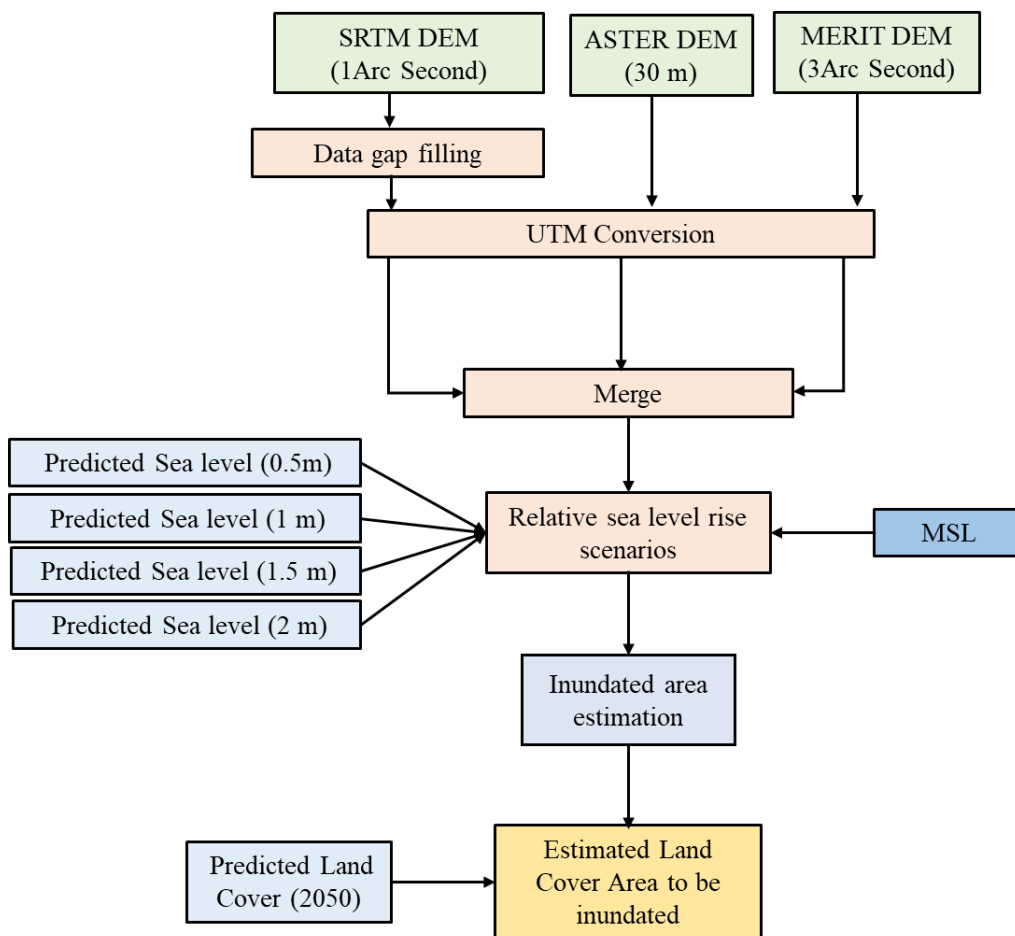 SRTM DEM
(1Arc Second)
ASTER DEM
(30 m)
MERIT DEM
(3Arc Second)
Data gap filling
UTM Conversion
Merge
Predicted Sea level (0.5m)
Predicted Sea level (1 m)
Predicted Sea level (1.5 m)
Predicted Sea level (2 m)
Relative sea level rise
scenarios
MSL
Inundated area
estimation
Predicted Land
Cover (2050)
Estimated Land
Cover Area to be
inundated